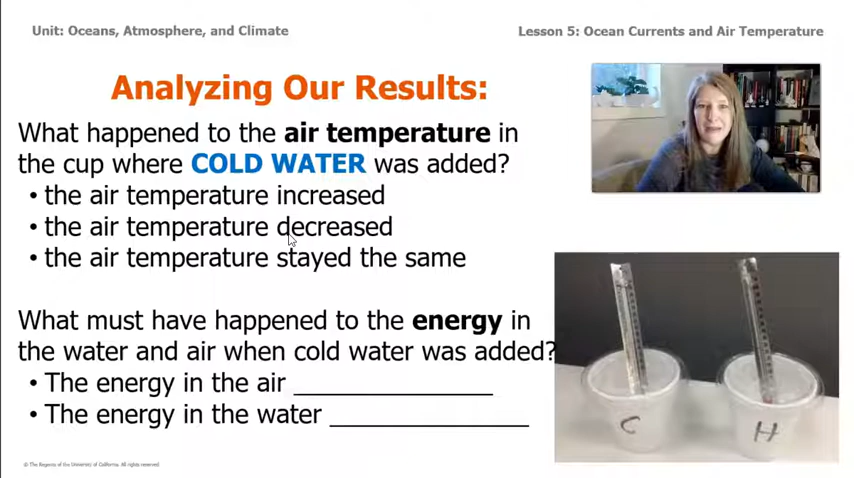 Unit: Oceans, Atmosphere, and Climate
Lesson 5: Ocean Currents and Air Temperature
Analyzing Our Results:
What happened to the air temperature in
the cup where COLD WATER was added?
• the air temperature increased
• the air temperature decreased
• the air temperature stayed the same
What must have happened to the energy in
the water and air when cold water was added?
• The energy in the air _______________
• The energy in the water _______________
C
H
© The Regents of the University of California. All rights reserved.